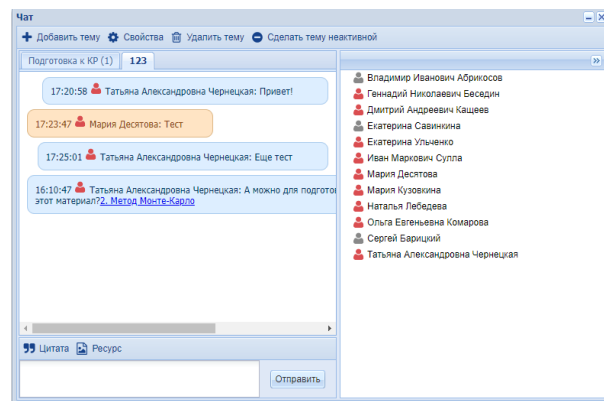 Чат
Добавить тему Свойства Удалить тему Сделать тему неактивной
Подготовка к КР (1) 123
17:20:58 Татьяна Александровна Чернецкая: Привет!
17:23:47 Мария Десятова: Тест
17:25:01 Татьяна Александровна Чернецкая: Еще тест
16:10:47 Татьяна Александровна Чернецкая: А можно для подгото
этот материал?2. Метод Монте-Карло
Цитата Ресурс
Отправить
Владимир Иванович Абрикосов
Геннадий Николаевич Беседин
Дмитрий Андреевич Кащеев
Екатерина Савинкина
Екатерина Ульченко
Иван Маркович Сулла
Мария Десятова
Мария Кузовкина
Наталья Лебедева
Ольга Евгеньевна Комарова
Сергей Барицкий
Татьяна Александровна Чернецкая